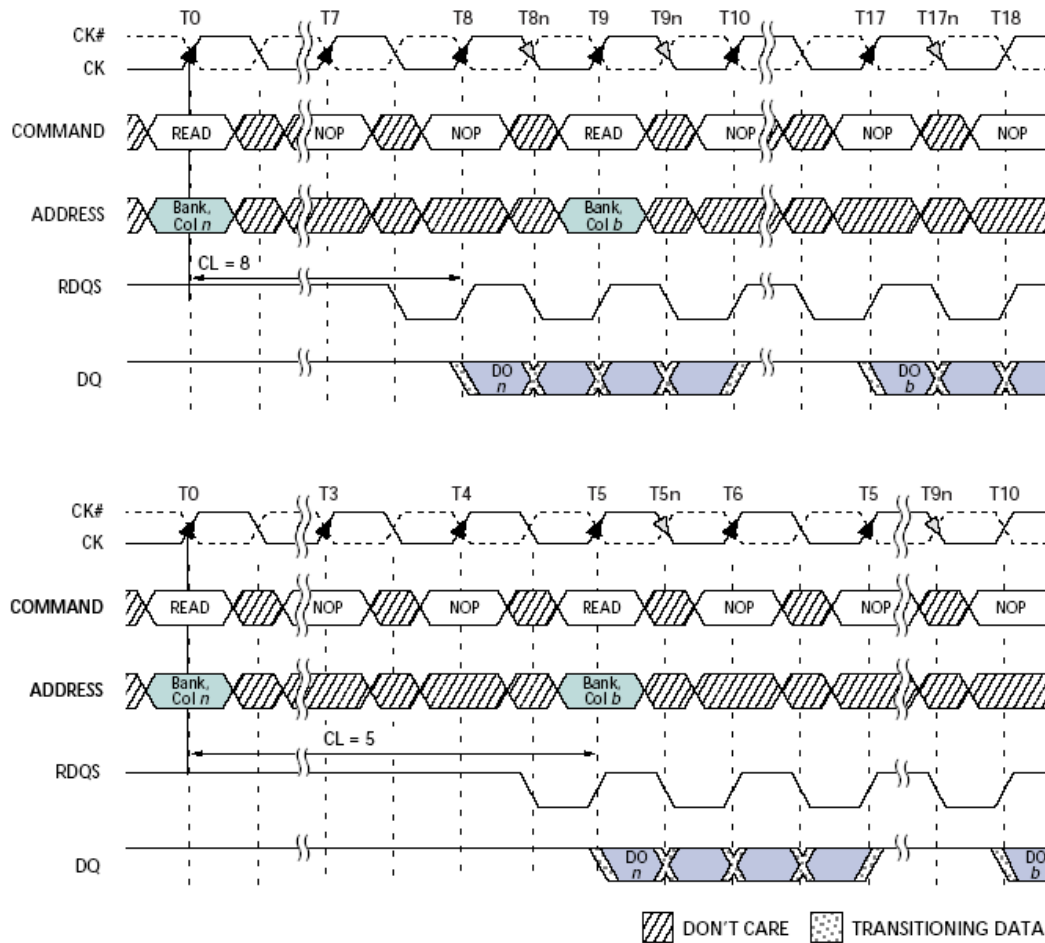 T0 T7 T8 T8n T9 T9n T10 T17 T17n T18
CK#
CK
COMMAND READ NOP NOP READ NOP NOP NOP
ADDRESS Bank, Col n Bank, Col b
CL = 8
RDQS
DQ DO n DO b
T0 T3 T4 T5 T5n T6 T5 T9n T10
CK#
CK
COMMAND READ NOP NOP READ NOP NOP NOP
ADDRESS Bank, Col n Bank, Col b
CL = 5
RDQS
DQ DO n DO b
DON'T CARE TRANSITIONING DATA